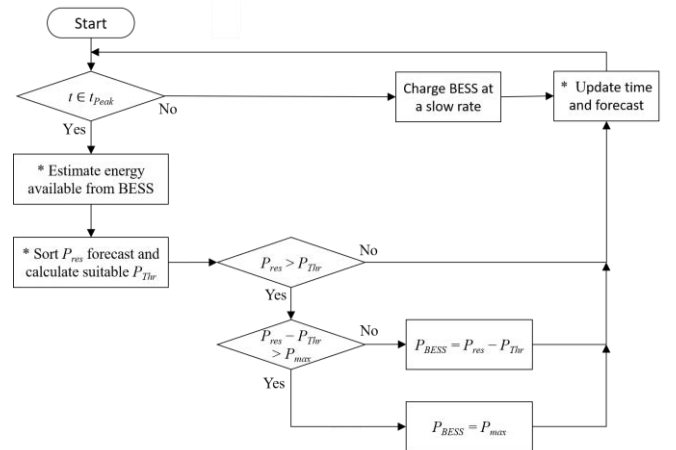 Start
t ∈ t_Peak
No
Yes
Charge BESS at
a slow rate
* Update time
and forecast
* Estimate energy
available from BESS
* Sort P_res forecast and
calculate suitable P_Thr
P_res > P_Thr
No
Yes
P_res − P_Thr
> P_max
No
Yes
P_BESS = P_res − P_Thr
P_BESS = P_max